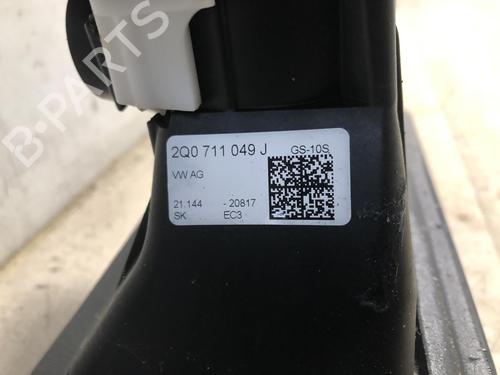 B-PARTS
2Q0 711 049 J GS-10S
VW AG
21.144 - 20817
SK EC3